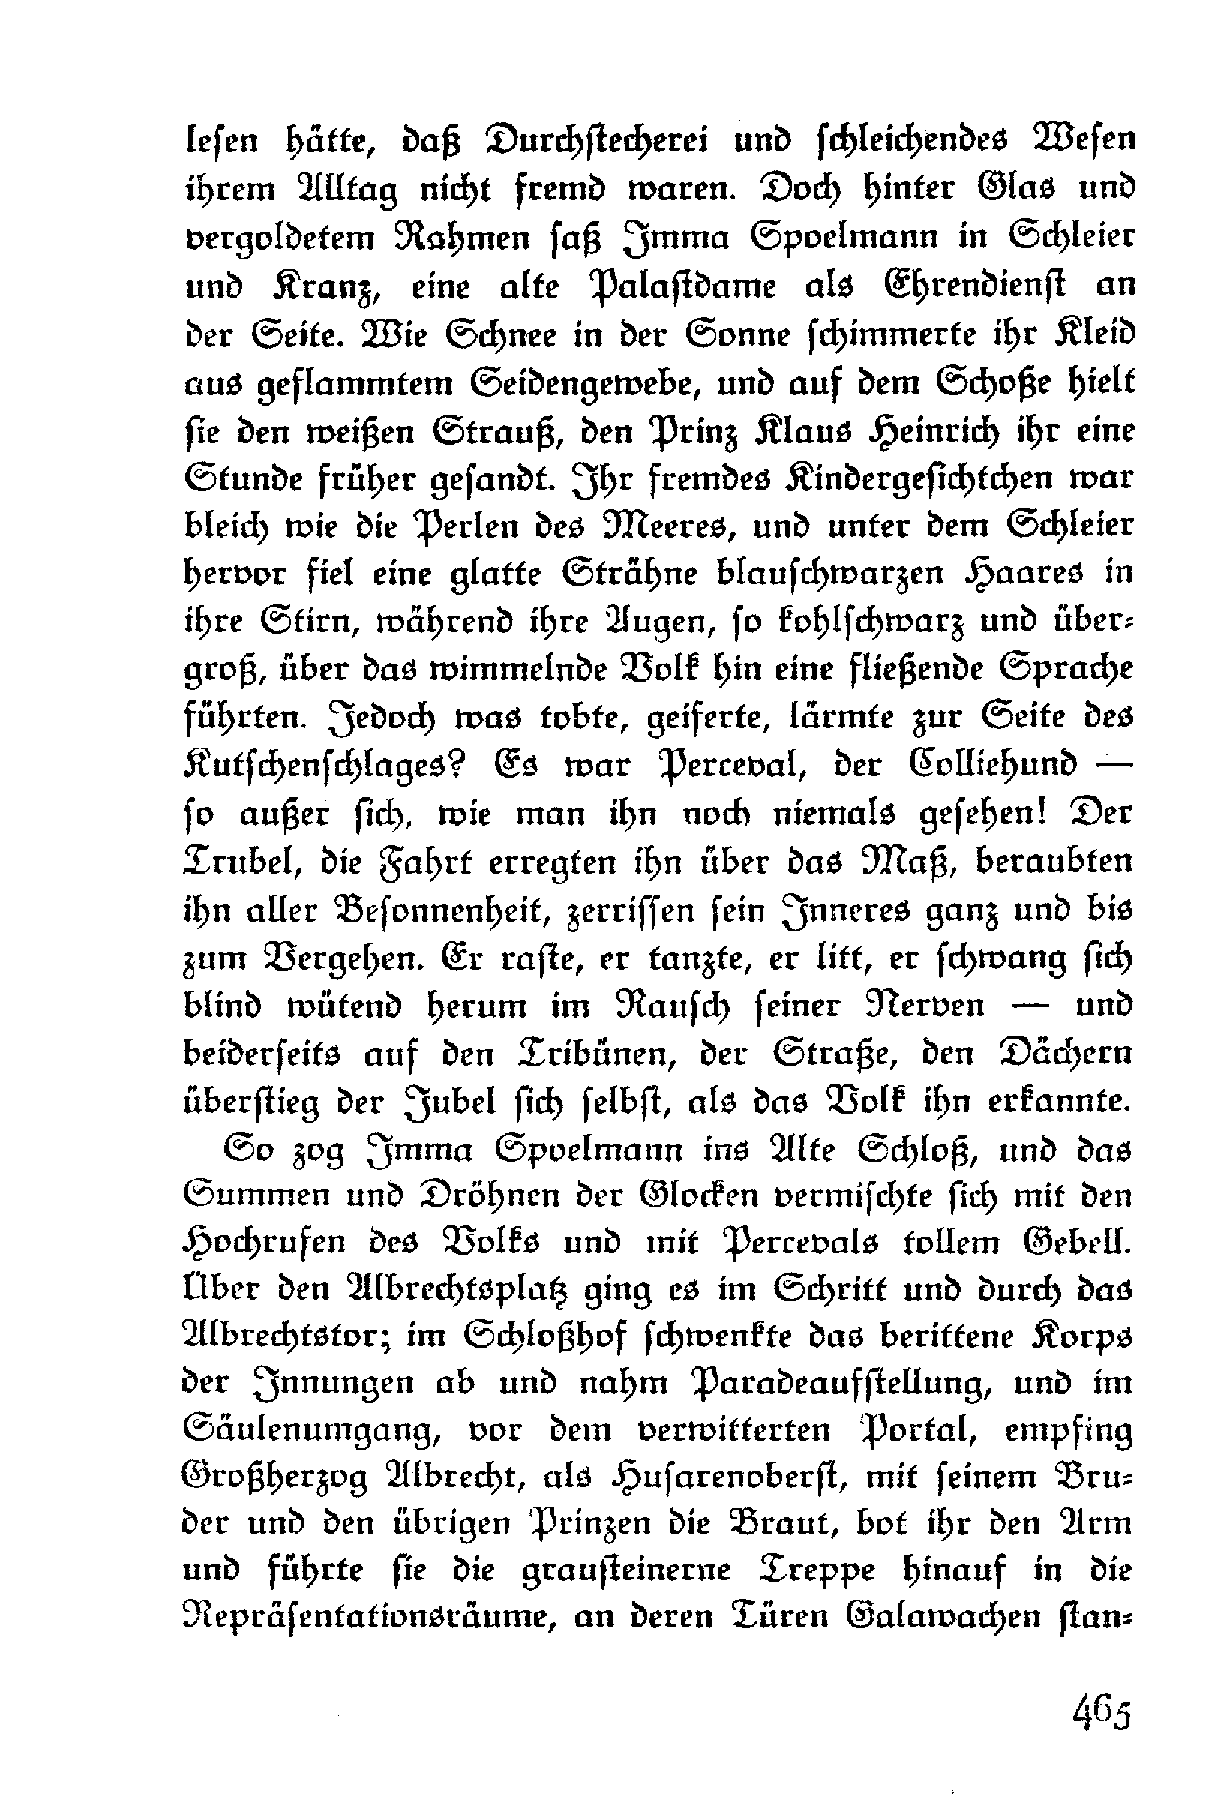 lesen hätte, daß Durchstecherei und schleichendes Wesen
ihrem Alltag nicht fremd waren. Doch hinter Glas und
vergoldetem Rahmen saß Imma Spoelmann in Schleier
und Kranz, eine alte Palastdame als Ehrendienst an
der Seite. Wie Schnee in der Sonne schimmerte ihr Kleid
aus geflammtem Seidengewebe, und auf dem Schoße hielt
sie den weißen Strauß, den Prinz Klaus Heinrich ihr eine
Stunde früher gesandt. Ihr fremdes Kindergesichtchen war
bleich wie die Perlen des Meeres, und unter dem Schleier
hervor fiel eine glatte Strähne blauschwarzen Haares in
ihre Stirn, während ihre Augen, so kohlschwarz und über-
groß, über das wimmelnde Volk hin eine fließende Sprache
führten. Jedoch was tobte, geiferte, lärmte zur Seite des
Kutschenschlages? Es war Perceval, der Colliehund —
so außer sich, wie man ihn noch niemals gesehen! Der
Trubel, die Fahrt erregten ihn über das Maß, beraubten
ihn aller Besonnenheit, zerrissen sein Inneres ganz und bis
zum Vergehen. Er raste, er tanzte, er litt, er schwang sich
blind wütend herum im Rausch seiner Nerven — und
beiderseits auf den Tribünen, der Straße, den Dächern
überstieg der Jubel sich selbst, als das Volk ihn erkannte.
So zog Imma Spoelmann ins Alte Schloß, und das
Summen und Dröhnen der Glocken vermischte sich mit den
Hochrufen des Volks und mit Percevals tollem Gebell.
Über den Albrechtsplatz ging es im Schritt und durch das
Albrechtstor; im Schloßhof schwenkte das berittene Korps
der Innungen ab und nahm Paradeaufstellung, und im
Säulenumgang, vor dem verwitterten Portal, empfing
Großherzog Albrecht, als Husarenoberst, mit seinem Bru-
der und den übrigen Prinzen die Braut, bot ihr den Arm
und führte sie die grausteinerne Treppe hinauf in die
Repräsentationsräume, an deren Türen Galawachen stan-
465